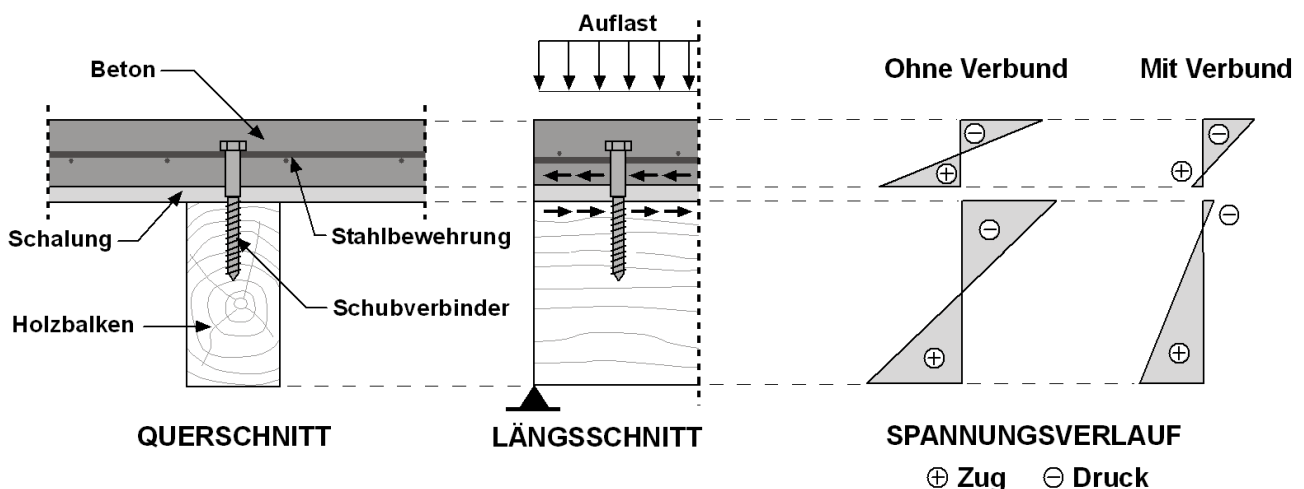 Auflast
Beton
Ohne Verbund
Mit Verbund
Schalung
Stahlbewehrung
Schubverbinder
Holzbalken
QUERSCHNITT
LÄNGSSCHNITT
SPANNUNGSVERLAUF
⊕ Zug ⊖ Druck